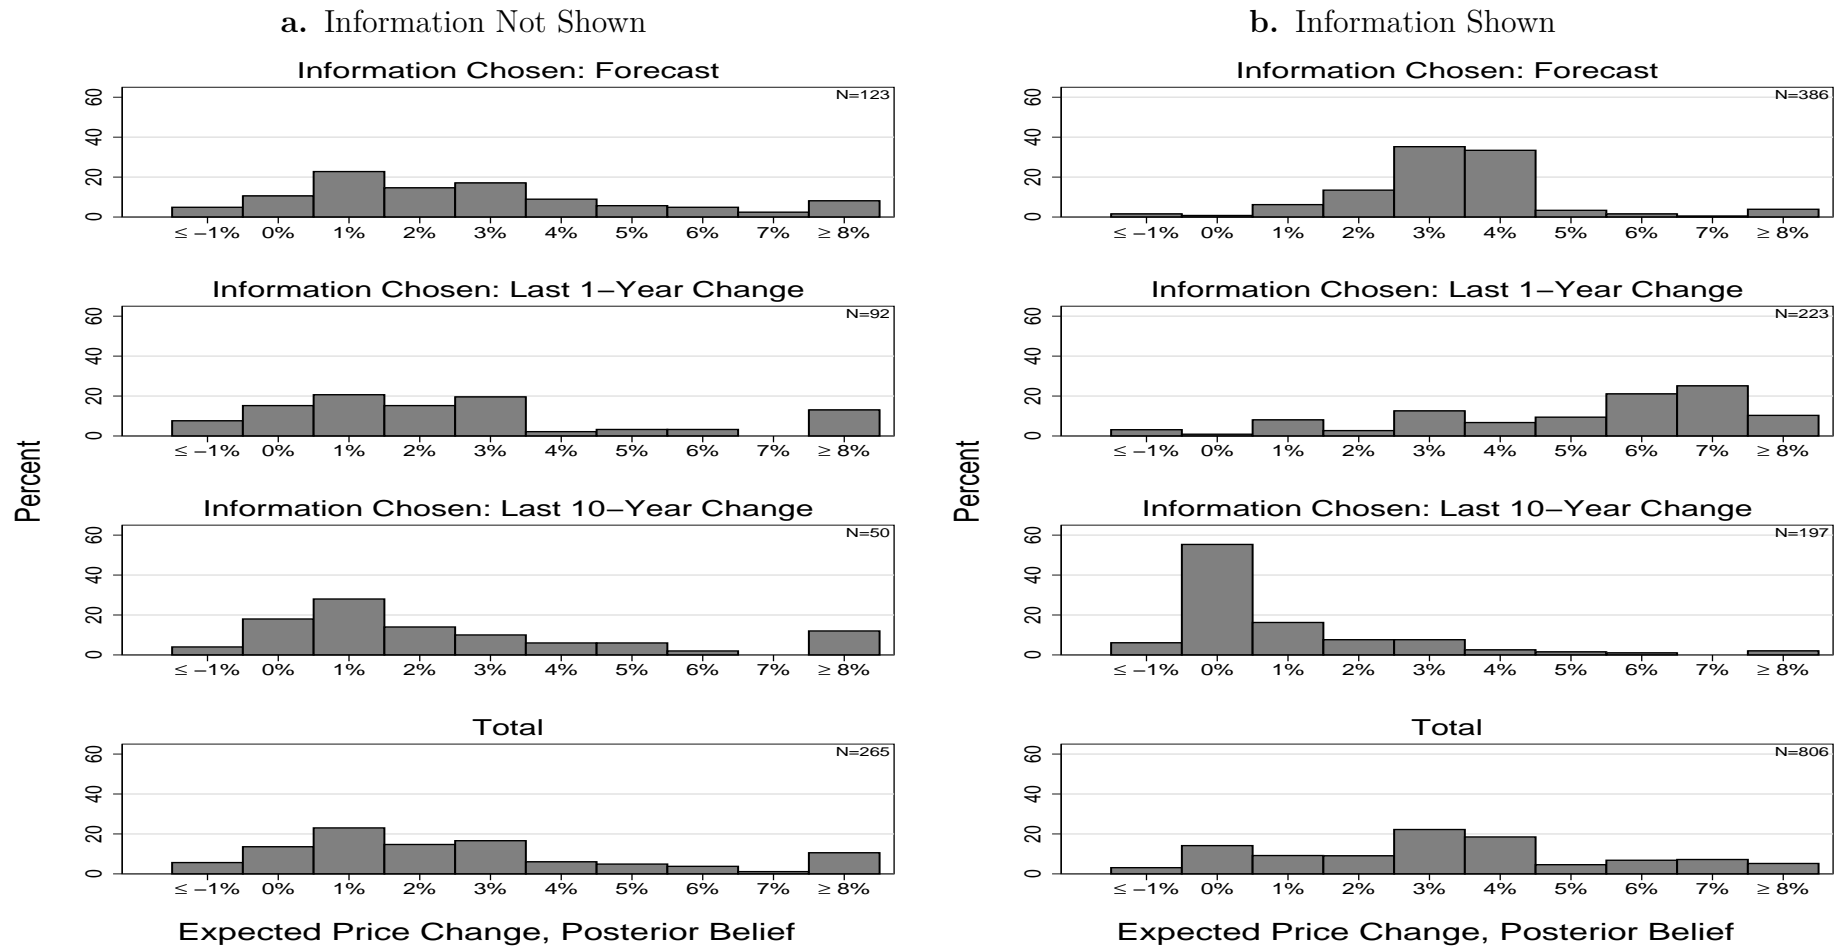 a. Information Not Shown
Information Chosen: Forecast
N=123
60
40
20
0
≤ −1% 0% 1% 2% 3% 4% 5% 6% 7% ≥ 8%
Information Chosen: Last 1−Year Change
N=92
60
40
20
0
≤ −1% 0% 1% 2% 3% 4% 5% 6% 7% ≥ 8%
Information Chosen: Last 10−Year Change
N=50
60
40
20
0
≤ −1% 0% 1% 2% 3% 4% 5% 6% 7% ≥ 8%
Total
N=265
60
40
20
0
≤ −1% 0% 1% 2% 3% 4% 5% 6% 7% ≥ 8%
Percent
Expected Price Change, Posterior Belief
b. Information Shown
Information Chosen: Forecast
N=386
60
40
20
0
≤ −1% 0% 1% 2% 3% 4% 5% 6% 7% ≥ 8%
Information Chosen: Last 1−Year Change
N=223
60
40
20
0
≤ −1% 0% 1% 2% 3% 4% 5% 6% 7% ≥ 8%
Information Chosen: Last 10−Year Change
N=197
60
40
20
0
≤ −1% 0% 1% 2% 3% 4% 5% 6% 7% ≥ 8%
Total
N=806
60
40
20
0
≤ −1% 0% 1% 2% 3% 4% 5% 6% 7% ≥ 8%
Percent
Expected Price Change, Posterior Belief